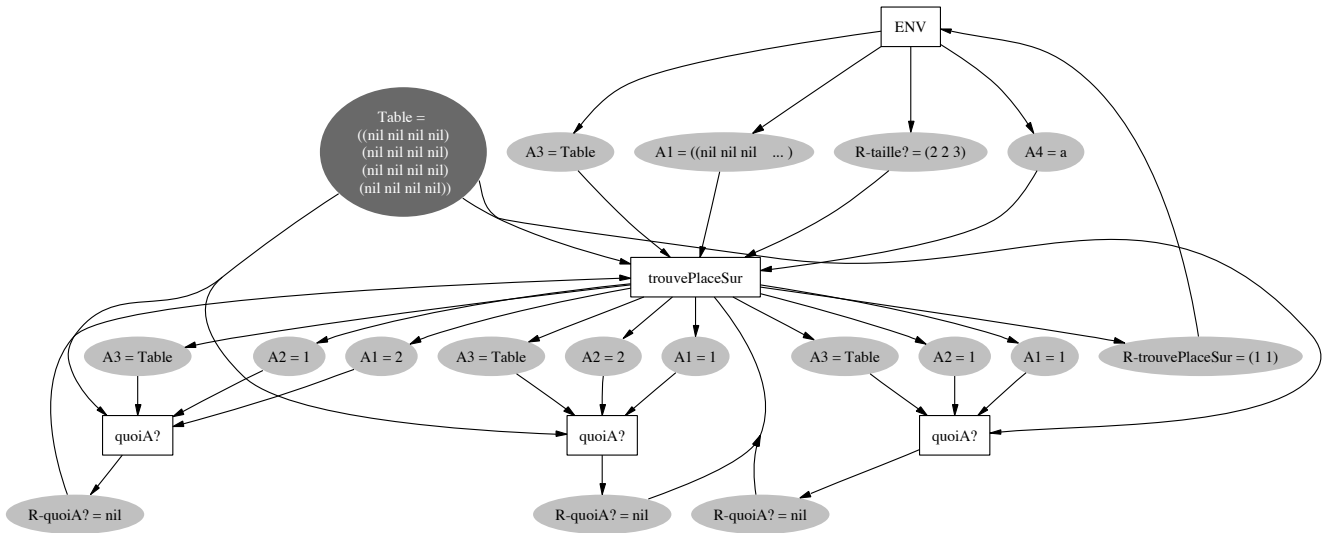 ENV
Table =
((nil nil nil nil)
(nil nil nil nil)
(nil nil nil nil)
(nil nil nil nil))
A3 = Table
A1 = ((nil nil nil ... )
R-taille? = (2 2 3)
A4 = a
trouvePlaceSur
A3 = Table
A2 = 1
A1 = 2
A3 = Table
A2 = 2
A1 = 1
A3 = Table
A2 = 1
A1 = 1
R-trouvePlaceSur = (1 1)
quoiA?
quoiA?
quoiA?
R-quoiA? = nil
R-quoiA? = nil
R-quoiA? = nil